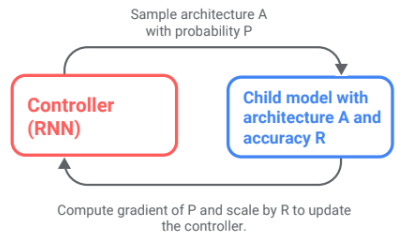 Sample architecture A
with probability P
Controller
(RNN)
Child model with
architecture A and
accuracy R
Compute gradient of P and scale by R to update
the controller.